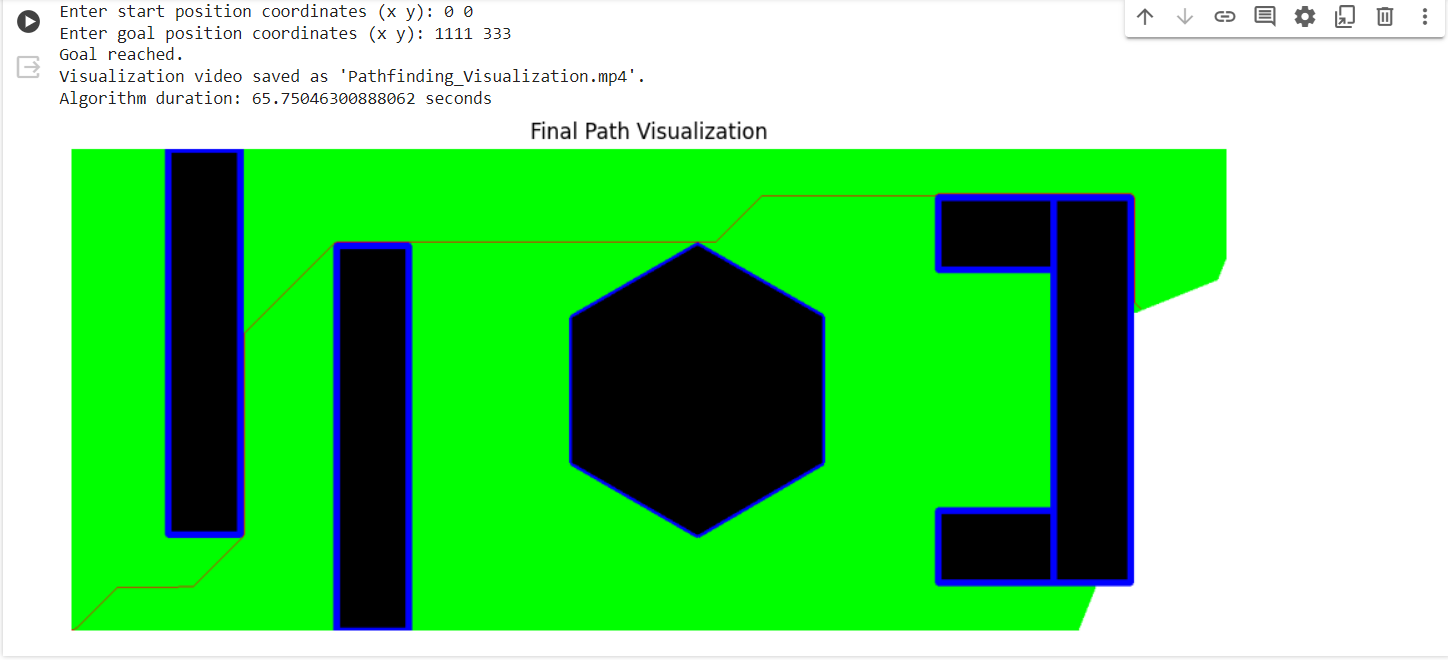 Enter start position coordinates (x y): 0 0
Enter goal position coordinates (x y): 1111 333
Goal reached.
Visualization video saved as 'Pathfinding_Visualization.mp4'.
Algorithm duration: 65.75046300888062 seconds
Final Path Visualization